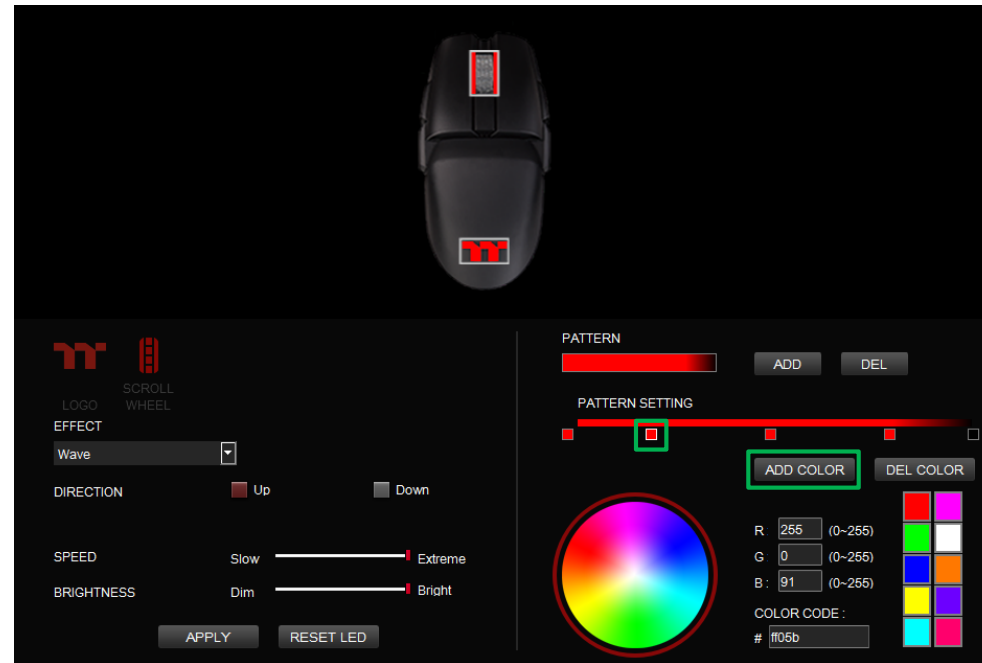 PATTERN
ADD
DEL
PATTERN SETTING
ADD COLOR
DEL COLOR
LOGO
SCROLL
WHEEL
EFFECT
Wave
DIRECTION
Up
Down
SPEED
Slow
Extreme
BRIGHTNESS
Dim
Bright
APPLY
RESET LED
R 255 (0~255)
G 0 (0~255)
B: 91 (0~255)
COLOR CODE :
# ff05b